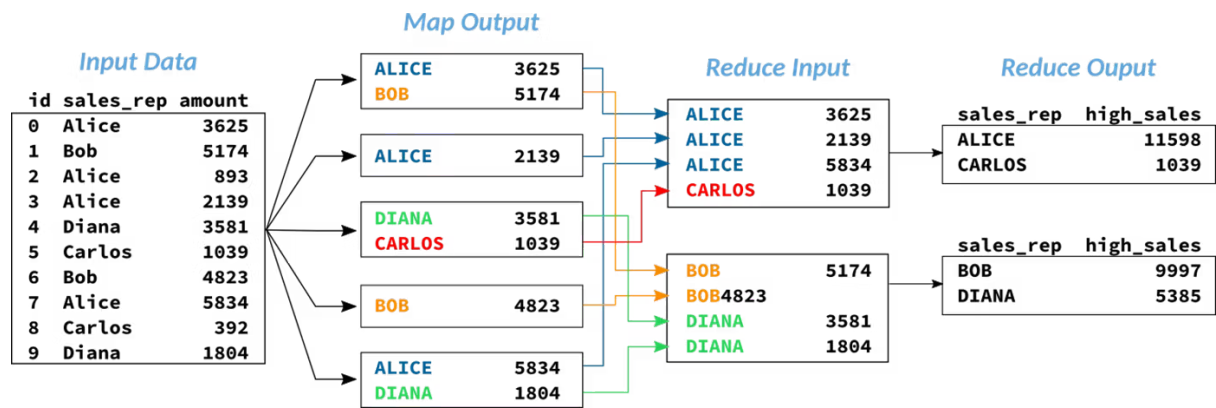 Input Data
id sales_rep amount
0 Alice 3625
1 Bob 5174
2 Alice 893
3 Alice 2139
4 Diana 3581
5 Carlos 1039
6 Bob 4823
7 Alice 5834
8 Carlos 392
9 Diana 1804
Map Output
ALICE 3625
BOB 5174
ALICE 2139
DIANA 3581
CARLOS 1039
BOB 4823
ALICE 5834
DIANA 1804
Reduce Input
ALICE 3625
ALICE 2139
ALICE 5834
CARLOS 1039
BOB 5174
BOB4823
DIANA 3581
DIANA 1804
Reduce Ouput
sales_rep high_sales
ALICE 11598
CARLOS 1039
sales_rep high_sales
BOB 9997
DIANA 5385